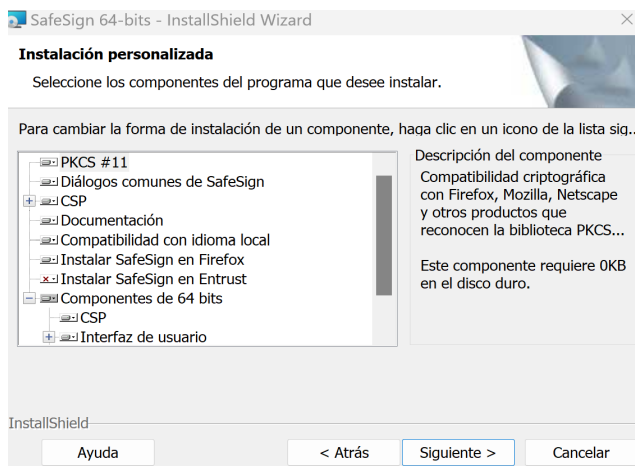 SafeSign 64-bits - InstallShield Wizard
Instalación personalizada
Seleccione los componentes del programa que desee instalar.
Para cambiar la forma de instalación de un componente, haga clic en un icono de la lista sig..
PKCS #11
Diálogos comunes de SafeSign
CSP
Documentación
Compatibilidad con idioma local
Instalar SafeSign en Firefox
Instalar SafeSign en Entrust
Componentes de 64 bits
CSP
Interfaz de usuario
Descripción del componente
Compatibilidad criptográfica
con Firefox, Mozilla, Netscape
y otros productos que
reconocen la biblioteca PKCS...
Este componente requiere 0KB
en el disco duro.
InstallShield
Ayuda
< Atrás
Siguiente >
Cancelar